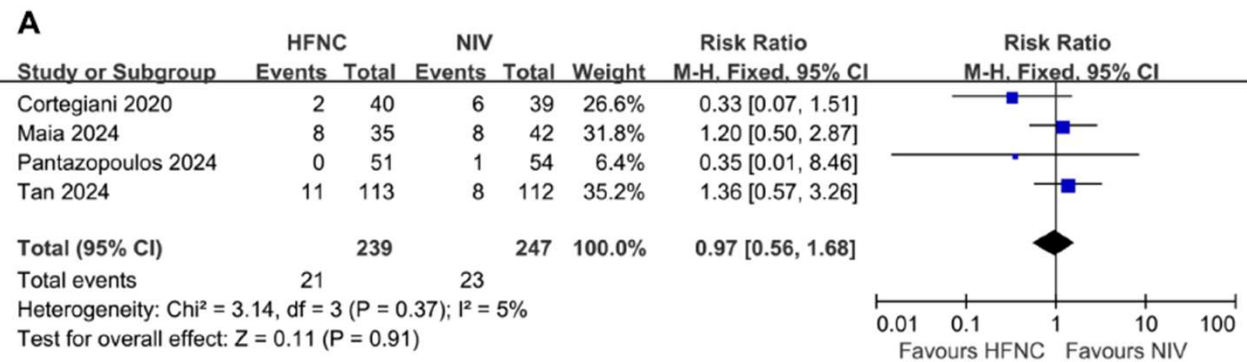 A
HFNC NIV Risk Ratio Risk Ratio
Study or Subgroup Events Total Events Total Weight M-H, Fixed, 95% CI M-H, Fixed, 95% CI
Cortegiani 2020 2 40 6 39 26.6% 0.33 [0.07, 1.51]
Maia 2024 8 35 8 42 31.8% 1.20 [0.50, 2.87]
Pantazopoulos 2024 0 51 1 54 6.4% 0.35 [0.01, 8.46]
Tan 2024 11 113 8 112 35.2% 1.36 [0.57, 3.26]
Total (95% CI) 239 247 100.0% 0.97 [0.56, 1.68]
Total events 21 23
Heterogeneity: Chi² = 3.14, df = 3 (P = 0.37); I² = 5%
Test for overall effect: Z = 0.11 (P = 0.91)
0.01 0.1 1 10 100
Favours HFNC Favours NIV